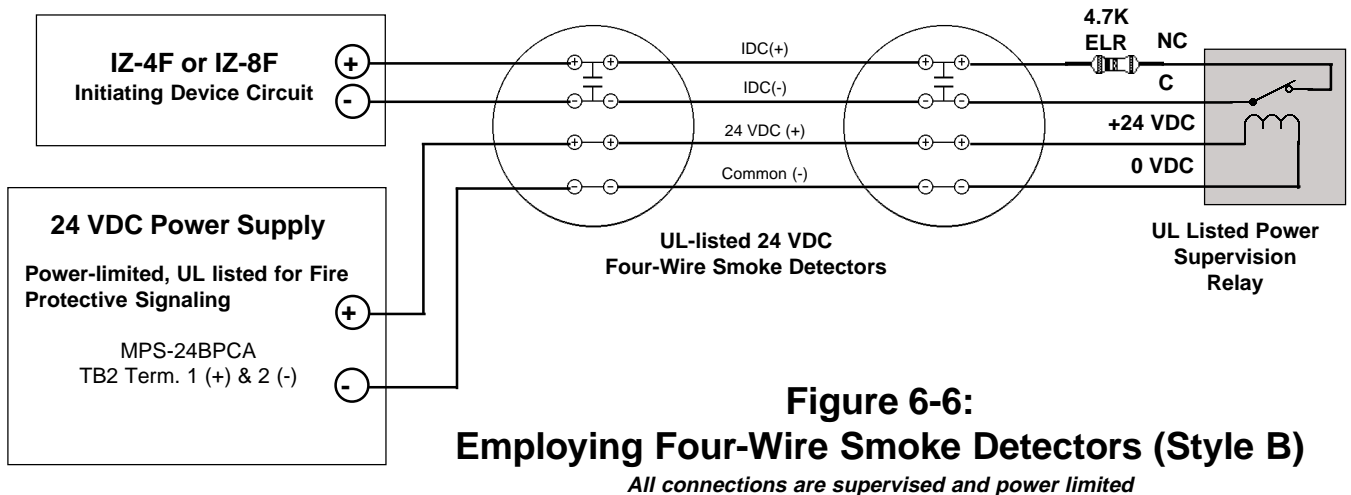 IZ-4F or IZ-8F
Initiating Device Circuit
+
-
IDC(+)
IDC(-)
24 VDC (+)
Common (-)
4.7K
ELR
NC
C
+24 VDC
0 VDC
UL Listed Power
Supervision
Relay
UL-listed 24 VDC
Four-Wire Smoke Detectors
24 VDC Power Supply
Power-limited, UL listed for Fire
Protective Signaling
MPS-24BPCA
TB2 Term. 1 (+) & 2 (-)
+
-
Figure 6-6:
Employing Four-Wire Smoke Detectors (Style B)
All connections are supervised and power limited